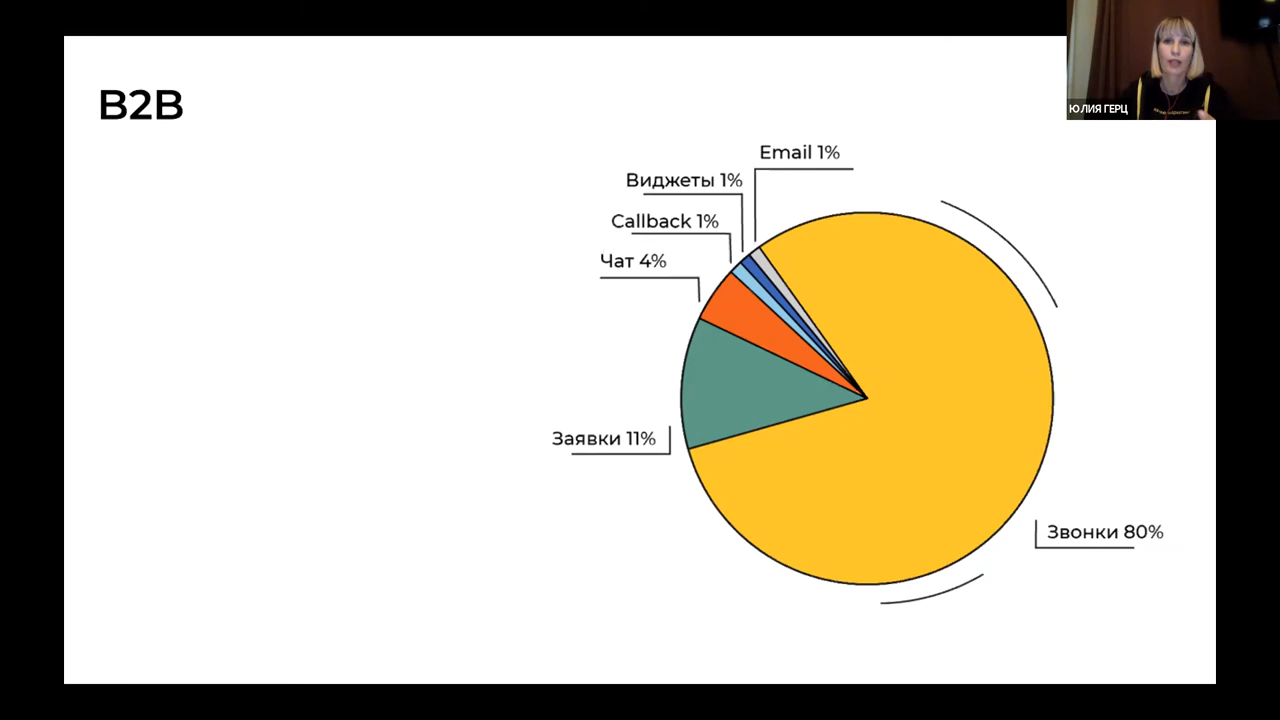 B2B
ЮЛИЯ ГЕРЦ
Email 1%
Виджеты 1%
Callback 1%
Чат 4%
Заявки 11%
Звонки 80%